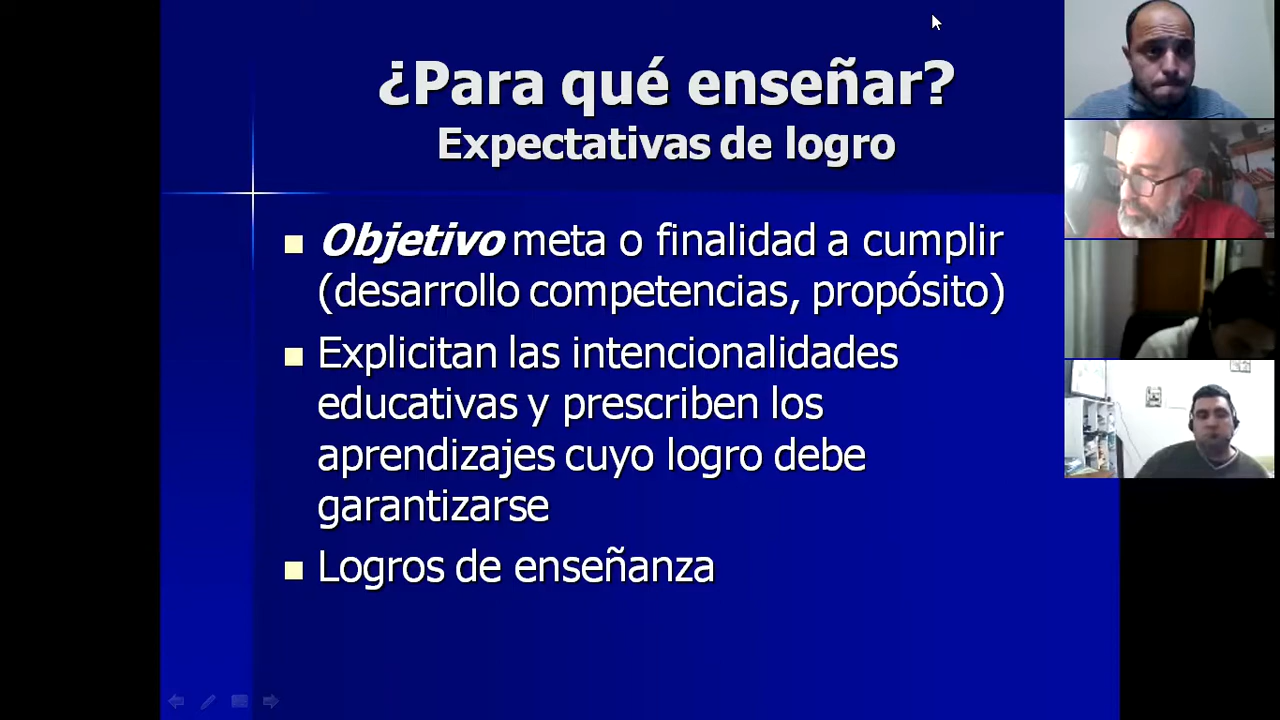 ¿Para qué enseñar?
Expectativas de logro
Objetivo meta o finalidad a cumplir
(desarrollo competencias, propósito)
Explicitan las intencionalidades
educativas y prescriben los
aprendizajes cuyo logro debe
garantizarse
Logros de enseñanza